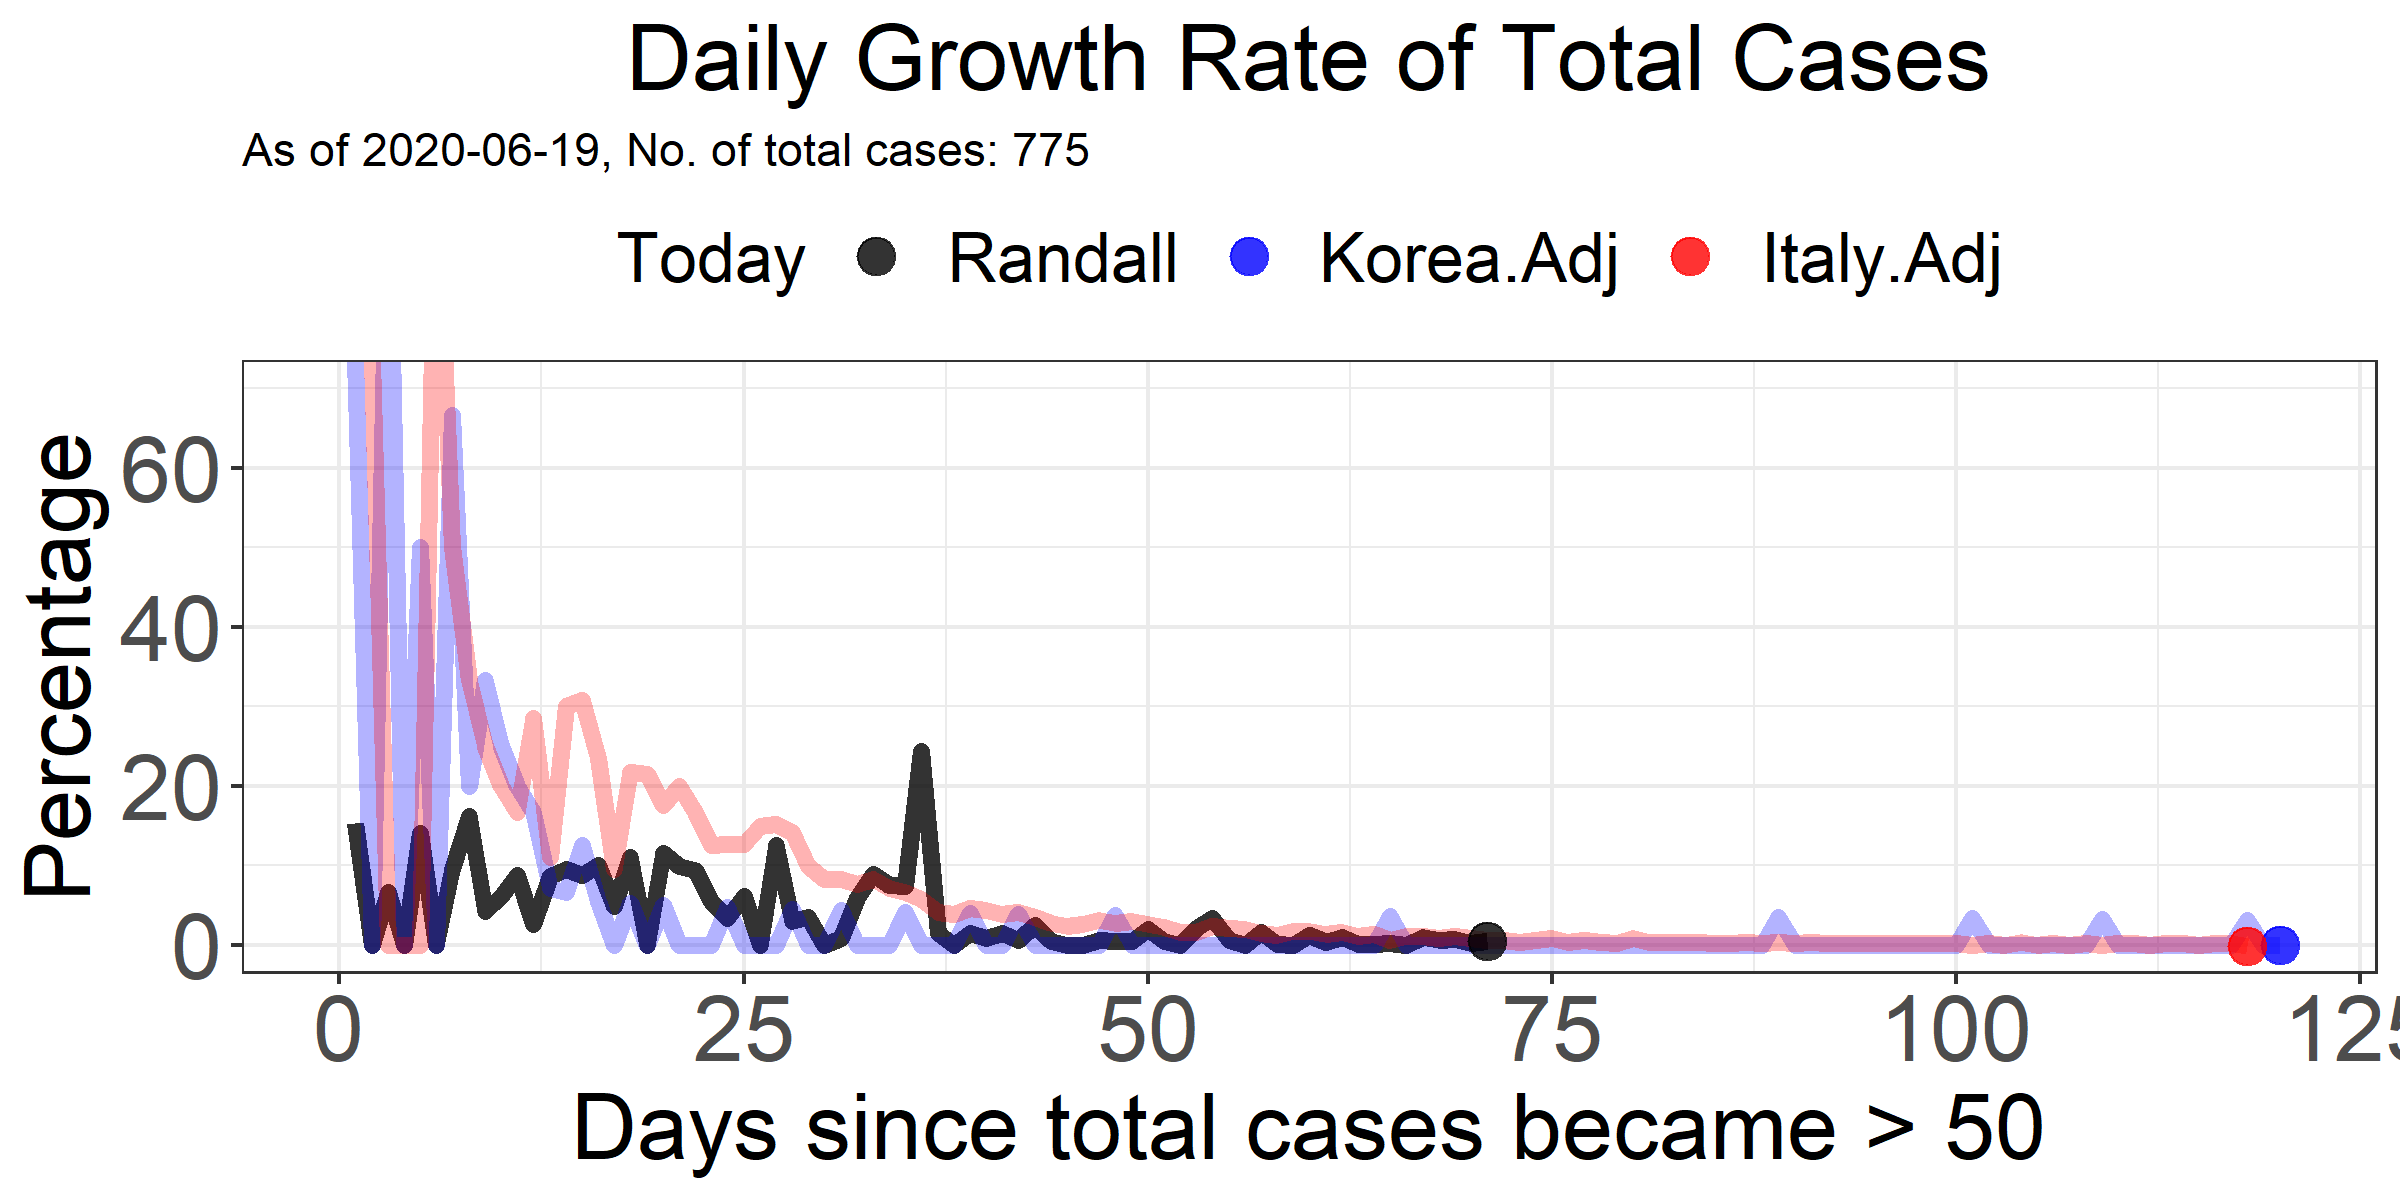 Daily Growth Rate of Total Cases
As of 2020-06-19, No. of total cases: 775
Today Randall Korea.Adj Italy.Adj
Percentage
60
40
20
0
0 25 50 75 100 125
Days since total cases became > 50